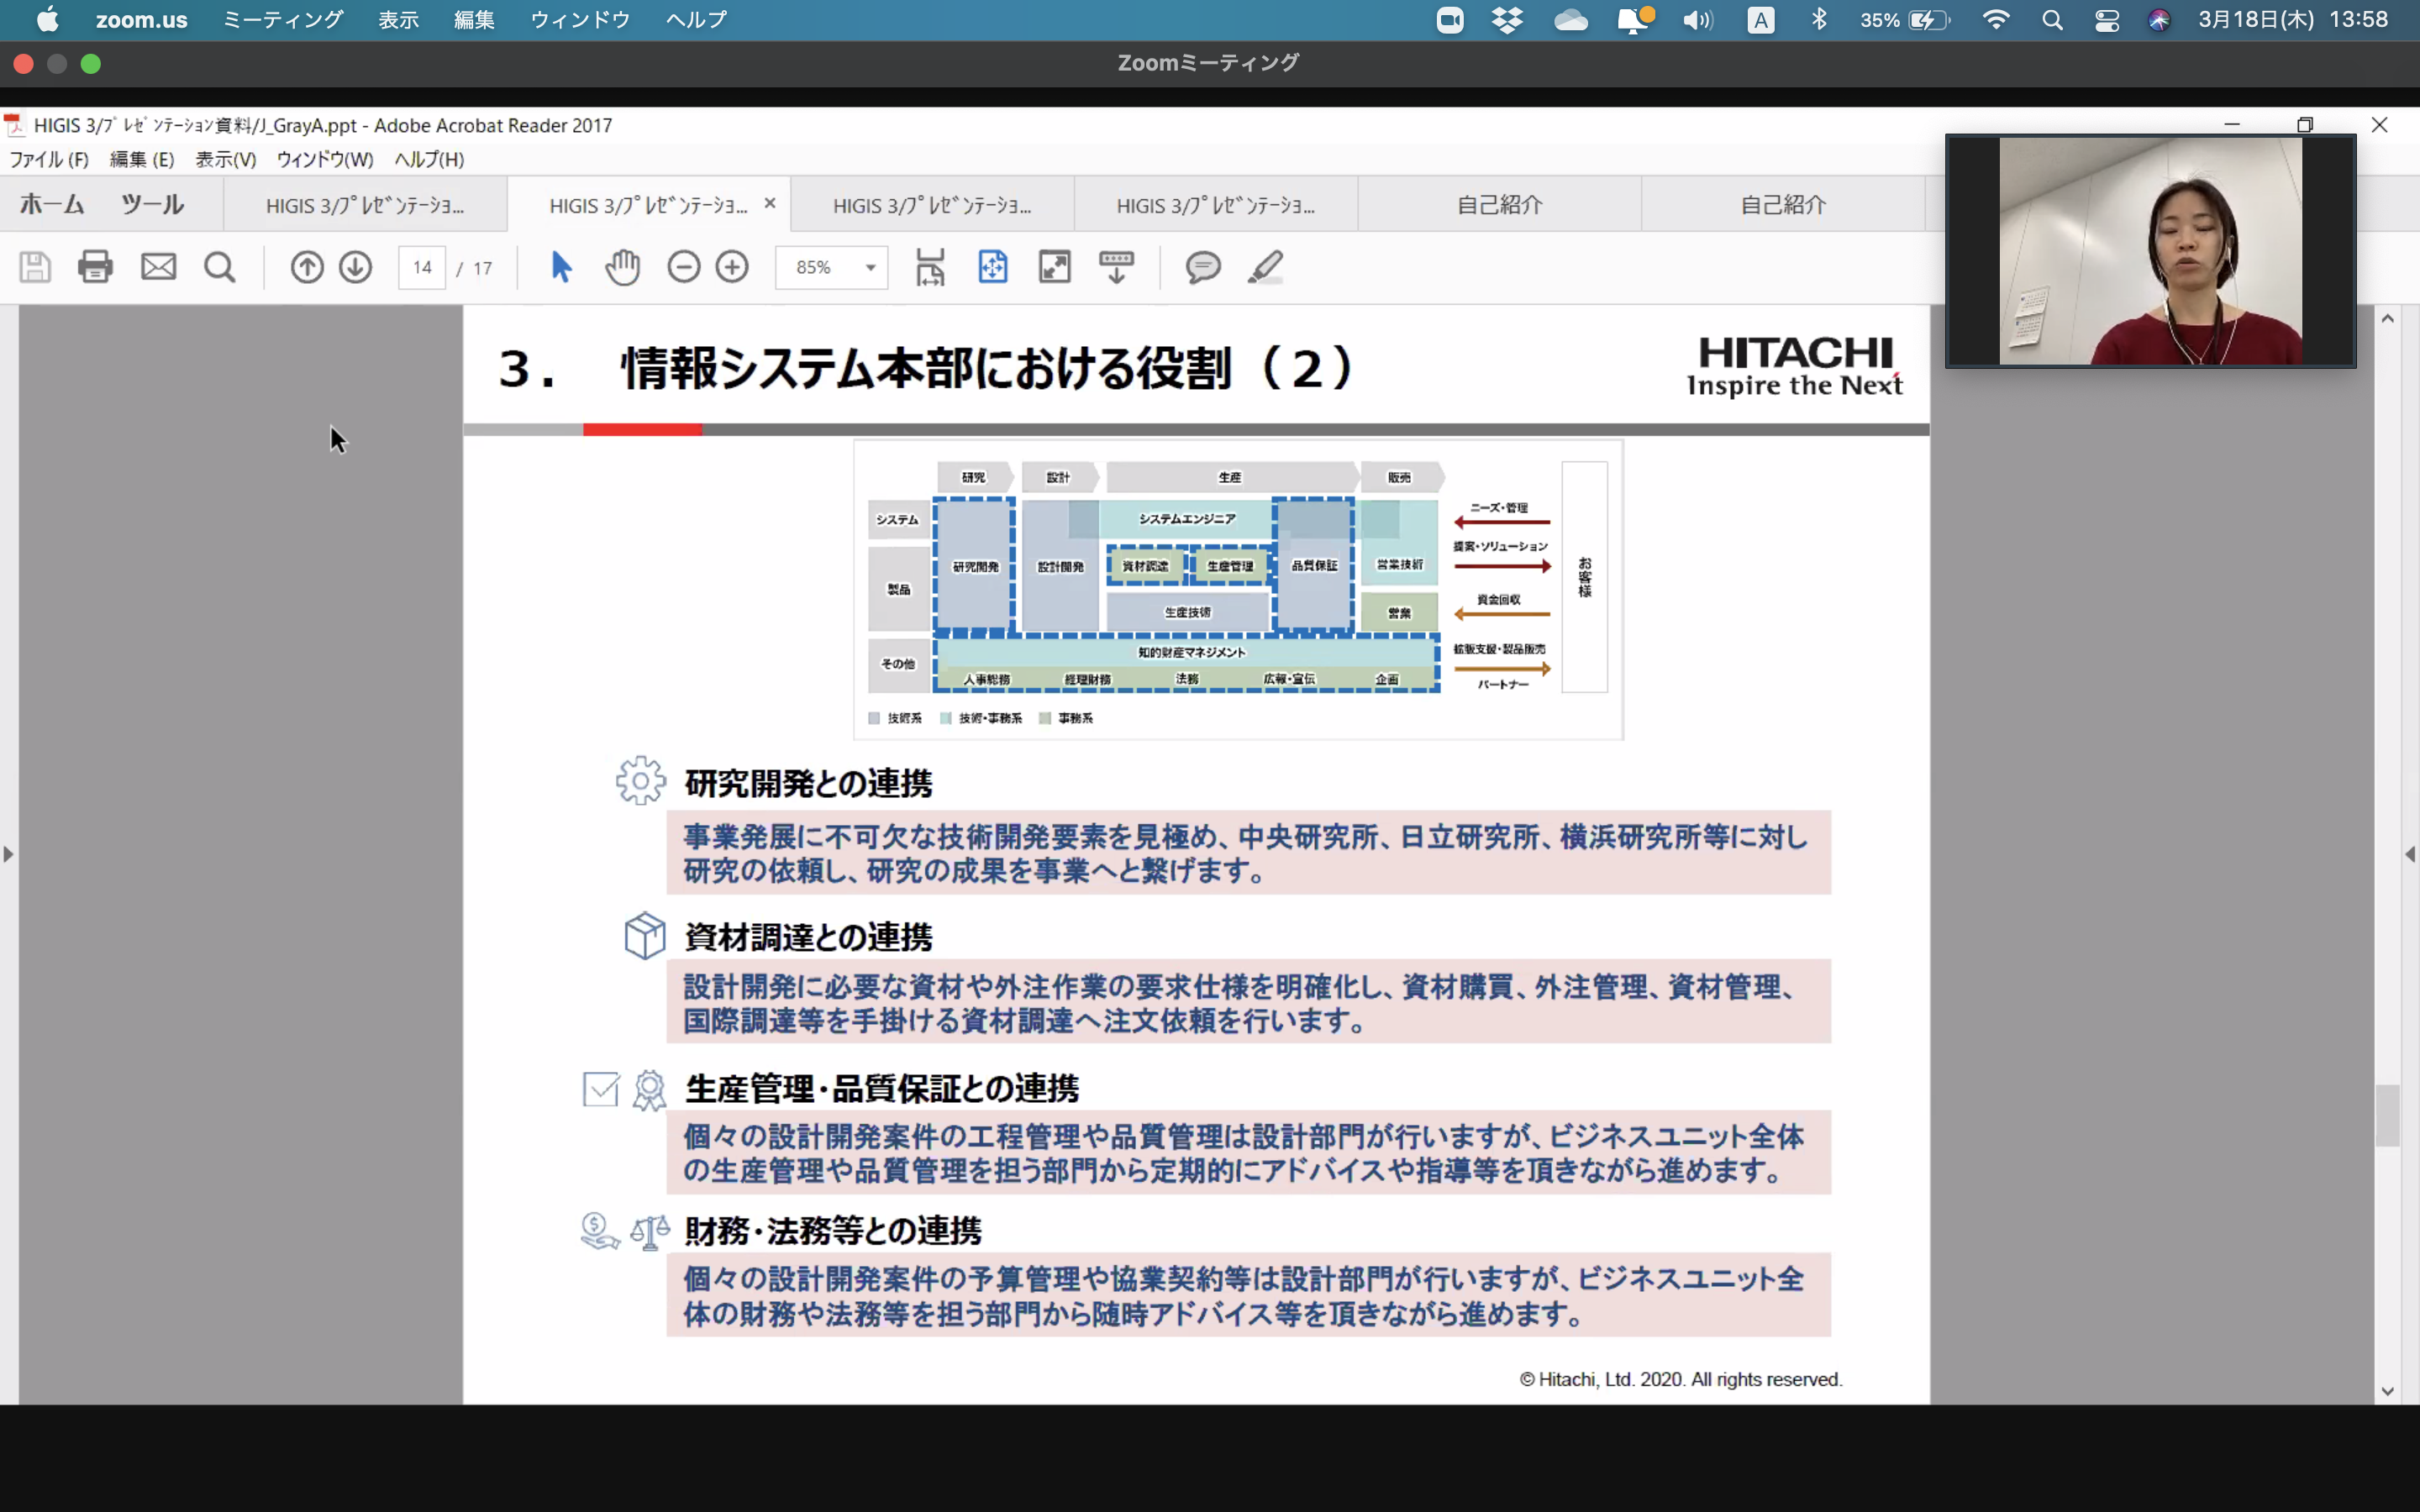 zoom.us ミーティング 表示 編集 ウィンドウ ヘルプ A 35% 3月18日(木) 13:58
Zoomミーティング
HIGIS 3/プレゼンテーション資料/J_GrayA.ppt - Adobe Acrobat Reader 2017
ファイル(F) 編集(E) 表示(V) ウィンドウ(W) ヘルプ(H)
ホーム ツール HIGIS 3/プレゼンテーショ... HIGIS 3/プレゼンテーショ... × HIGIS 3/プレゼンテーショ... HIGIS 3/プレゼンテーショ... 自己紹介 自己紹介
14 / 17 85%
3. 情報システム本部における役割（2）
HITACHI
Inspire the Next
研究 設計 生産 販売
システム システムエンジニア
製品 研究開発 設計開発 資材調達 生産管理 品質保証 営業技術
生産技術 営業
その他 知的財産マネジメント
人事総務 経理財務 法務 広報・宣伝 企画
ニーズ・管理
提案・ソリューション
資金回収
拡販支援・製品販売
パートナー
お客様
技術系 技術・事務系 事務系
研究開発との連携
事業発展に不可欠な技術開発要素を見極め、中央研究所、日立研究所、横浜研究所等に対し
研究の依頼し、研究の成果を事業へと繋げます。
資材調達との連携
設計開発に必要な資材や外注作業の要求仕様を明確化し、資材購買、外注管理、資材管理、
国際調達等を手掛ける資材調達へ注文依頼を行います。
生産管理・品質保証との連携
個々の設計開発案件の工程管理や品質管理は設計部門が行いますが、ビジネスユニット全体
の生産管理や品質管理を担う部門から定期的にアドバイスや指導等を頂きながら進めます。
財務・法務等との連携
個々の設計開発案件の予算管理や協業契約等は設計部門が行いますが、ビジネスユニット全
体の財務や法務等を担う部門から随時アドバイス等を頂きながら進めます。
© Hitachi, Ltd. 2020. All rights reserved.